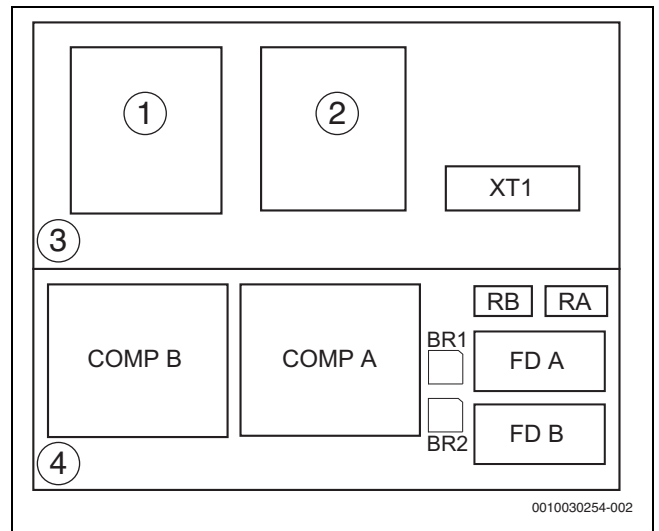 1
2
XT1
3
RB
RA
BR1
COMP B
COMP A
FD A
BR2
FD B
4
0010030254-002